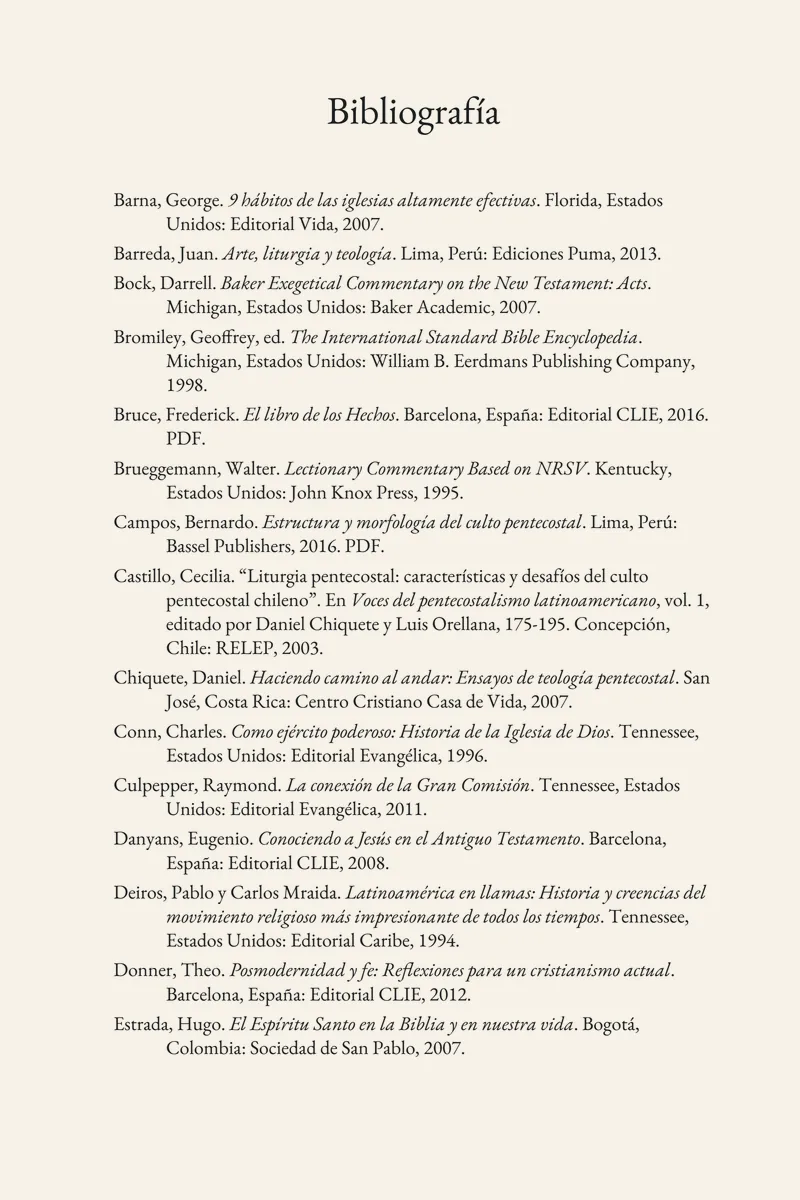 Bibliografía
Barna, George. 9 hábitos de las iglesias altamente efectivas. Florida, Estados
Unidos: Editorial Vida, 2007.
Barreda, Juan. Arte, liturgia y teología. Lima, Perú: Ediciones Puma, 2013.
Bock, Darrell. Baker Exegetical Commentary on the New Testament: Acts.
Michigan, Estados Unidos: Baker Academic, 2007.
Bromiley, Geoffrey, ed. The International Standard Bible Encyclopedia.
Michigan, Estados Unidos: William B. Eerdmans Publishing Company,
1998.
Bruce, Frederick. El libro de los Hechos. Barcelona, España: Editorial CLIE, 2016.
PDF.
Brueggemann, Walter. Lectionary Commentary Based on NRSV. Kentucky,
Estados Unidos: John Knox Press, 1995.
Campos, Bernardo. Estructura y morfología del culto pentecostal. Lima, Perú:
Bassel Publishers, 2016. PDF.
Castillo, Cecilia. “Liturgia pentecostal: características y desafíos del culto
pentecostal chileno”. En Voces del pentecostalismo latinoamericano, vol. 1,
editado por Daniel Chiquete y Luis Orellana, 175-195. Concepción,
Chile: RELEP, 2003.
Chiquete, Daniel. Haciendo camino al andar: Ensayos de teología pentecostal. San
José, Costa Rica: Centro Cristiano Casa de Vida, 2007.
Conn, Charles. Como ejército poderoso: Historia de la Iglesia de Dios. Tennessee,
Estados Unidos: Editorial Evangélica, 1996.
Culpepper, Raymond. La conexión de la Gran Comisión. Tennessee, Estados
Unidos: Editorial Evangélica, 2011.
Danyans, Eugenio. Conociendo a Jesús en el Antiguo Testamento. Barcelona,
España: Editorial CLIE, 2008.
Deiros, Pablo y Carlos Mraida. Latinoamérica en llamas: Historia y creencias del
movimiento religioso más impresionante de todos los tiempos. Tennessee,
Estados Unidos: Editorial Caribe, 1994.
Donner, Theo. Posmodernidad y fe: Reflexiones para un cristianismo actual.
Barcelona, España: Editorial CLIE, 2012.
Estrada, Hugo. El Espíritu Santo en la Biblia y en nuestra vida. Bogotá,
Colombia: Sociedad de San Pablo, 2007.